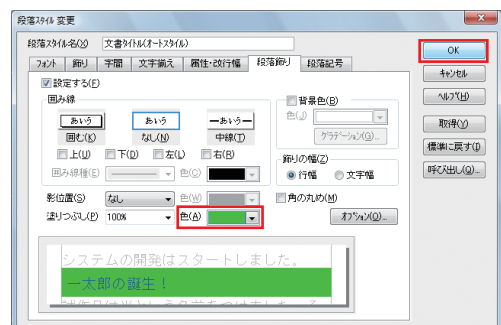 段落ｽﾀｲﾙ 変更
段落ｽﾀｲﾙ名(X) 文書ﾀｲﾄﾙ(ｵｰﾄｽﾀｲﾙ)
ﾌｫﾝﾄ 飾り 字間 文字揃え 属性･改行幅 段落飾り 段落記号
設定する(F)
囲み線
あいう あいう あいう
囲む(K) なし(N) 中線(T)
上(U) 下(D) 左(L) 右(R)
囲み線種(E) 色(C)
背景色(B)
色(J)
ｸﾞﾗﾃﾞｰｼｮﾝ(G)...
飾りの幅(Z)
行幅 文字幅
影位置(S) なし 色(W)
角の丸め(M)
塗りつぶし(P) 100% 色(A)
ｵﾌﾟｼｮﾝ(O)...
システムの開発はスタートしました。
一太郎の誕生！
OK
ｷｬﾝｾﾙ
ﾍﾙﾌﾟ(H)
取得(Y)
標準に戻す(I)
呼び出し(Q)...